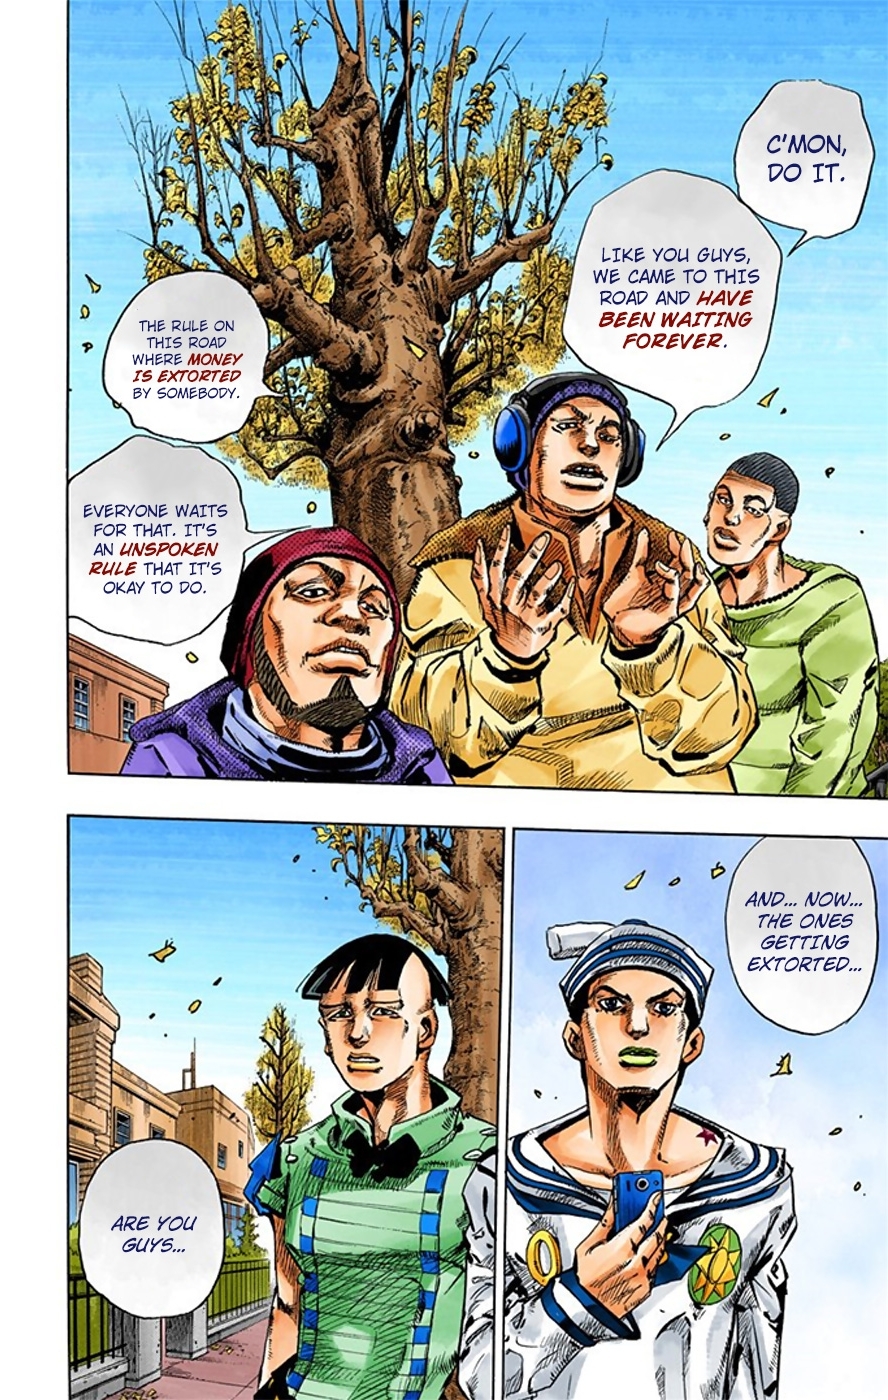 C'MON,
DO IT.
LIKE YOU GUYS,
WE CAME TO THIS
ROAD AND HAVE
BEEN WAITING
FOREVER.
THE RULE ON
THIS ROAD
WHERE MONEY
IS EXTORTED
BY SOMEBODY.
EVERYONE WAITS
FOR THAT. IT'S
AN UNSPOKEN
RULE THAT IT'S
OKAY TO DO.
AND... NOW...
THE ONES
GETTING
EXTORTED...
ARE YOU
GUYS...